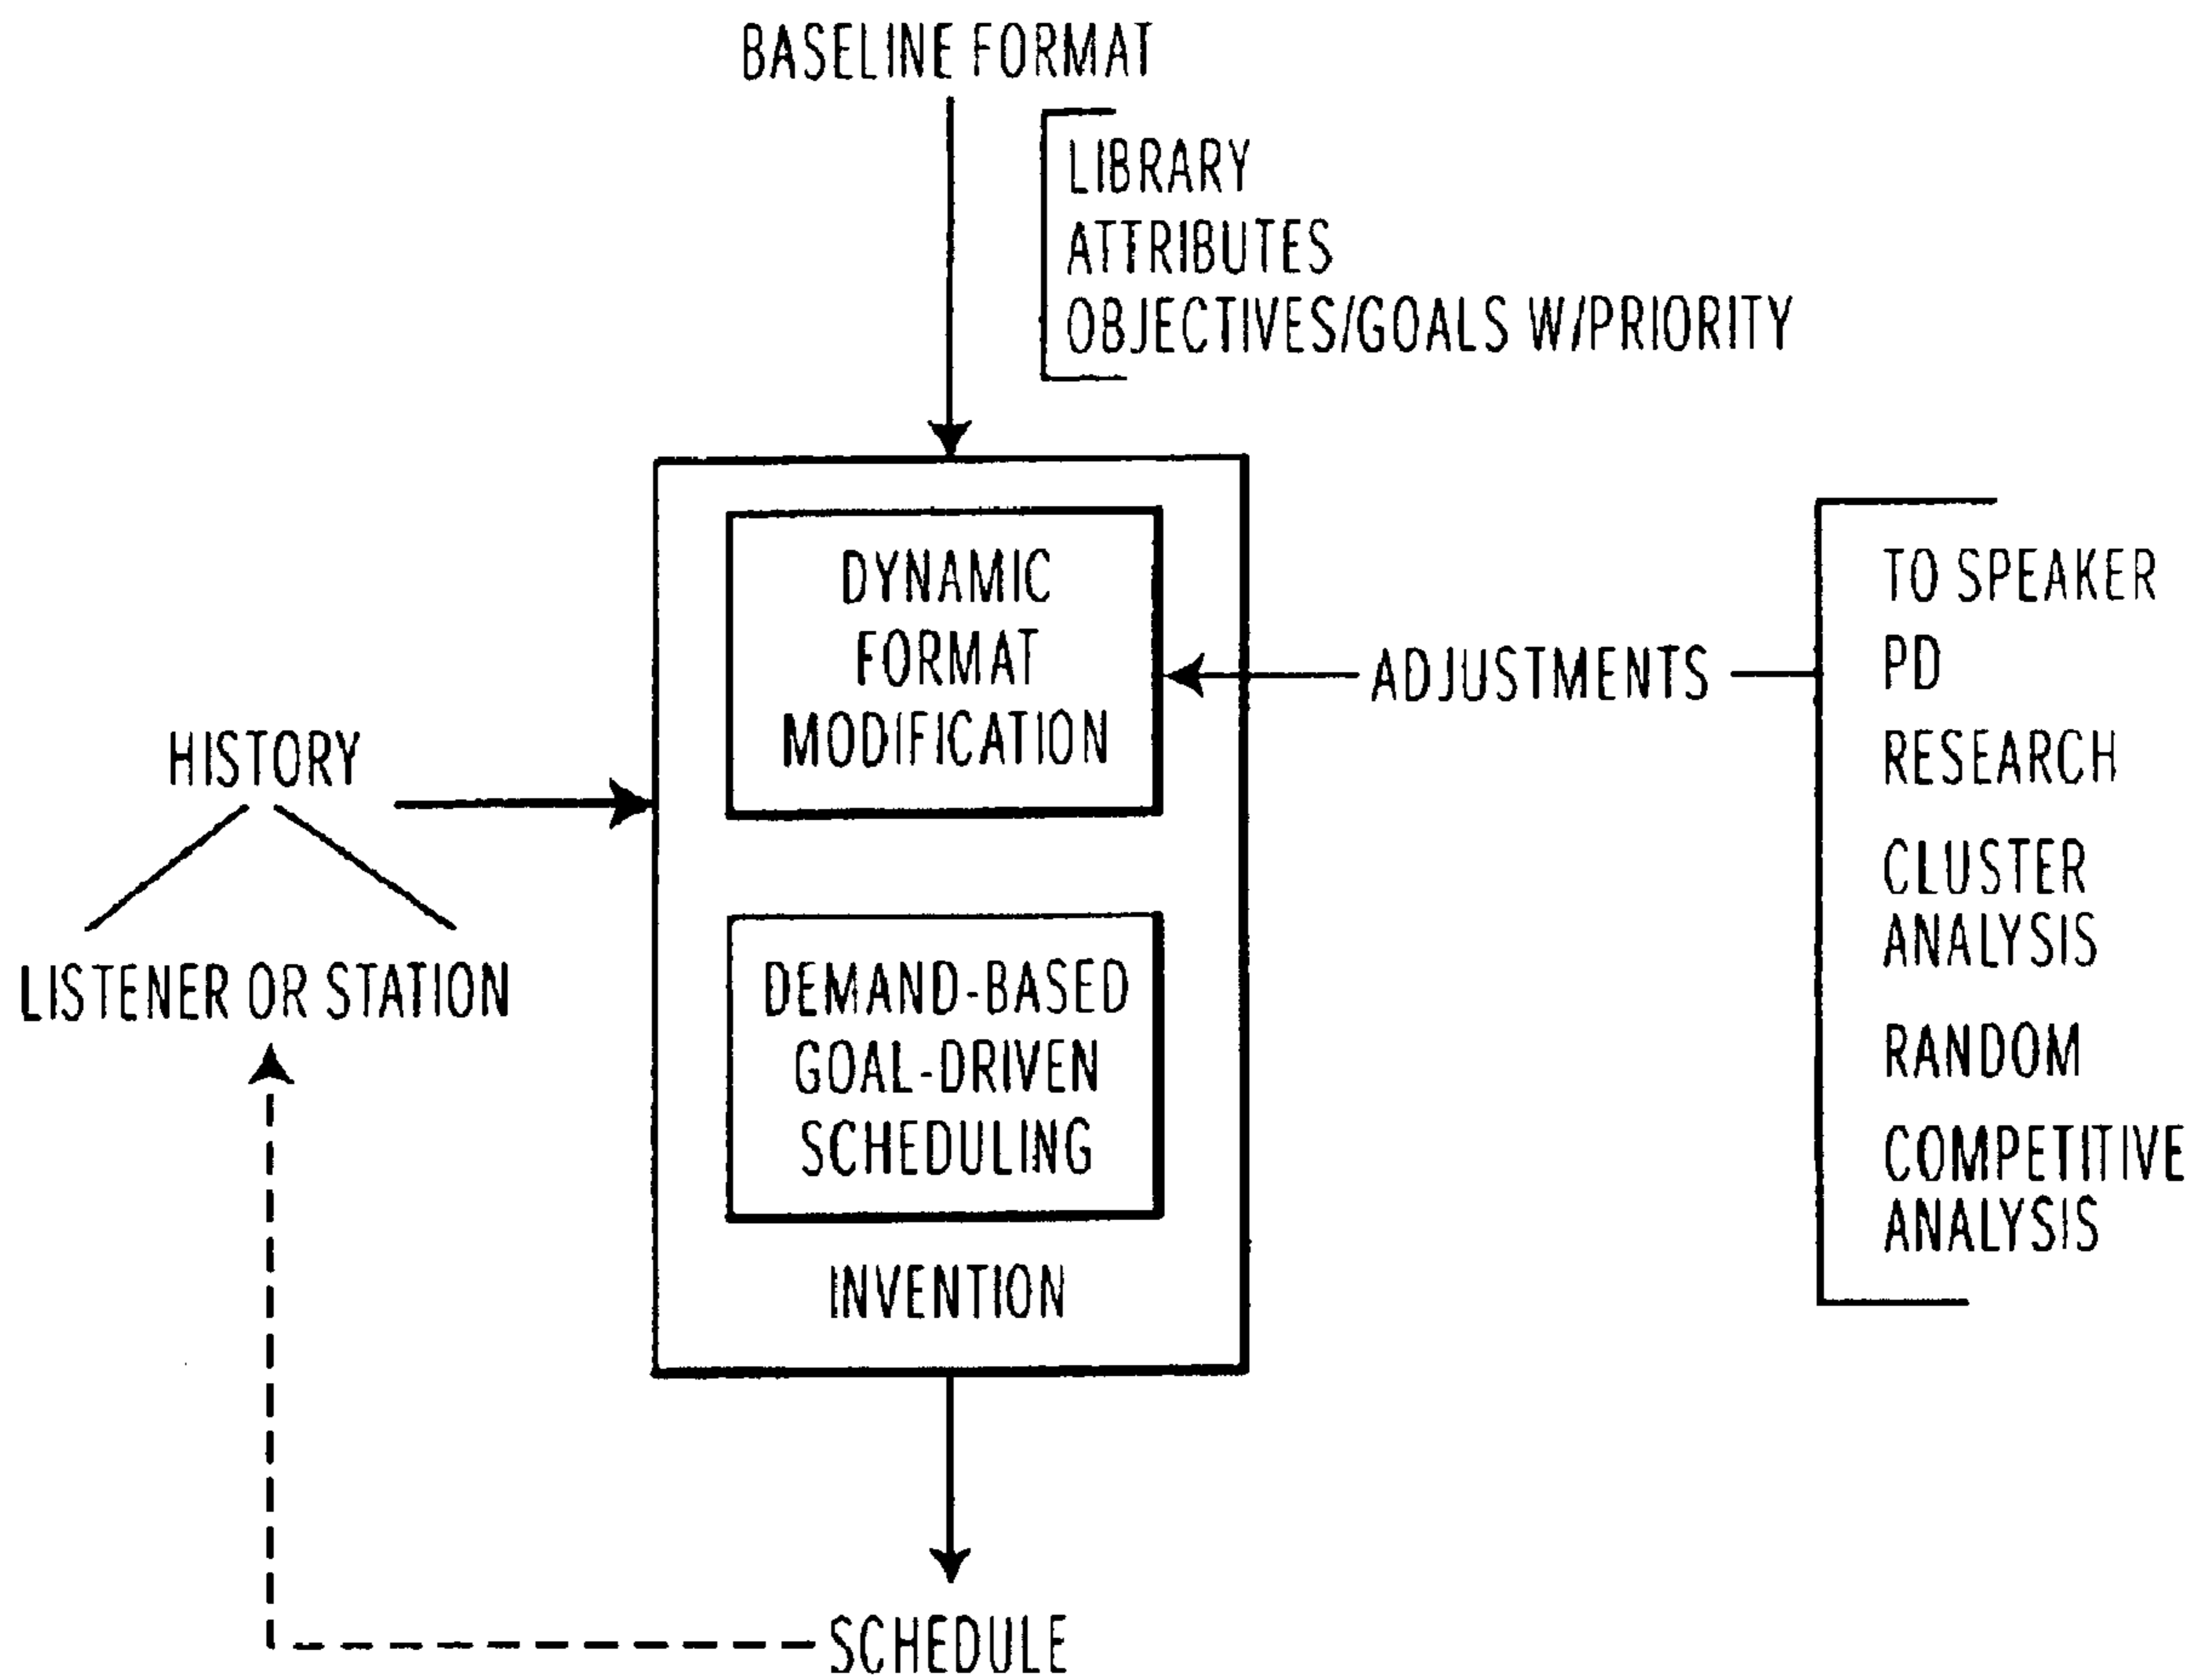 BASELINE FORMAT
LIBRARY
ATTRIBUTES
OBJECTIVES/GOALS W/PRIORITY
DYNAMIC
FORMAT
MODIFICATION
ADJUSTMENTS
TO SPEAKER
PD
RESEARCH
CLUSTER
ANALYSIS
RANDOM
COMPETITIVE
ANALYSIS
HISTORY
LISTENER OR STATION
DEMAND-BASED
GOAL-DRIVEN
SCHEDULING
INVENTION
SCHEDULE